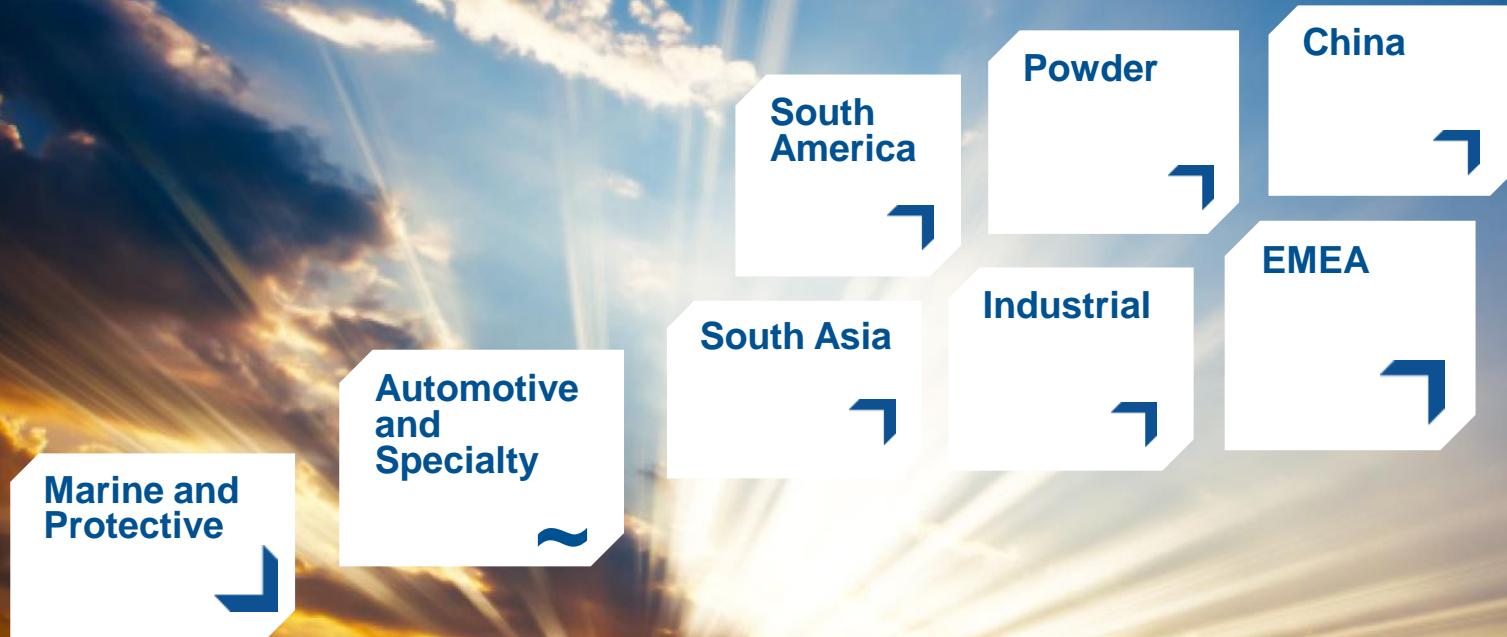 China
Powder
South
America
EMEA
Industrial
South Asia
Automotive
and
Specialty
~
Marine and
Protective